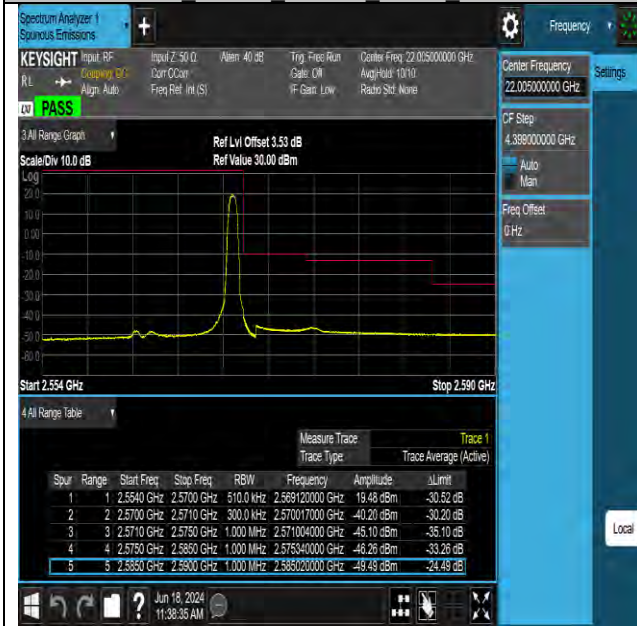 Spectrum Analyzer 1
Spurious Emissions
Frequency
KEYSIGHT Input: RF
Input Z: 50 Ω
Atten: 40 dB
Trig: Free Run
Center Freq: 22.005000000 GHz
RL
Coupling: DC
Corr CCorr
Gate: Off
Avg|Hold: 10/10
Align: Auto
Freq Ref: Int (S)
IF Gain: Low
Radio Std: None
LXI PASS
Center Frequency
22.005000000 GHz
Settings
CF Step
4.399000000 GHz
Auto
Man
Freq Offset
0 Hz
3 All Range Graph
Ref Lvl Offset 3.53 dB
Scale/Div 10.0 dB
Ref Value 30.00 dBm
Log
20.0
10.0
0.00
-10.0
-20.0
-30.0
-40.0
-50.0
-60.0
Start 2.554 GHz
Stop 2.590 GHz
4 All Range Table
Measure Trace Trace 1
Trace Type Trace Average (Active)
Spur Range Start Freq Stop Freq RBW Frequency Amplitude ΔLimit
1 1 2.5540 GHz 2.5700 GHz 510.0 kHz 2.569120000 GHz 19.48 dBm -30.52 dB
2 2 2.5700 GHz 2.5710 GHz 300.0 kHz 2.570017000 GHz -40.20 dBm -30.20 dB
3 3 2.5710 GHz 2.5750 GHz 1.000 MHz 2.571004000 GHz -45.10 dBm -35.10 dB
4 4 2.5750 GHz 2.5850 GHz 1.000 MHz 2.575340000 GHz -46.26 dBm -33.26 dB
5 5 2.5850 GHz 2.5900 GHz 1.000 MHz 2.585020000 GHz -49.49 dBm -24.49 dB
Local
Jun 18, 2024
11:38:35 AM